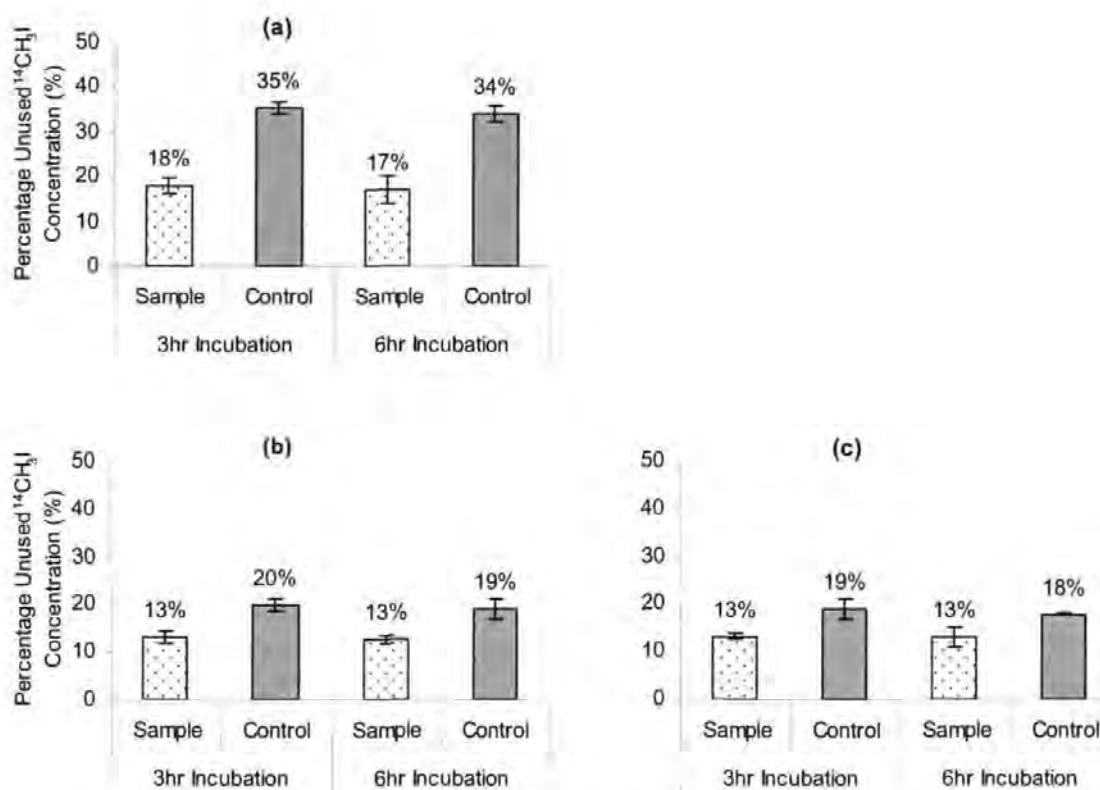 (a)
Percentage Unused ¹⁴CH₃I
Concentration (%)
50
40
30
20
10
0
18%
35%
17%
34%
Sample Control Sample Control
3hr Incubation 6hr Incubation
(b)
Percentage Unused ¹⁴CH₃I
Concentration (%)
50
40
30
20
10
0
13%
20%
13%
19%
Sample Control Sample Control
3hr Incubation 6hr Incubation
(c)
50
40
30
20
10
0
13%
19%
13%
18%
Sample Control Sample Control
3hr Incubation 6hr Incubation